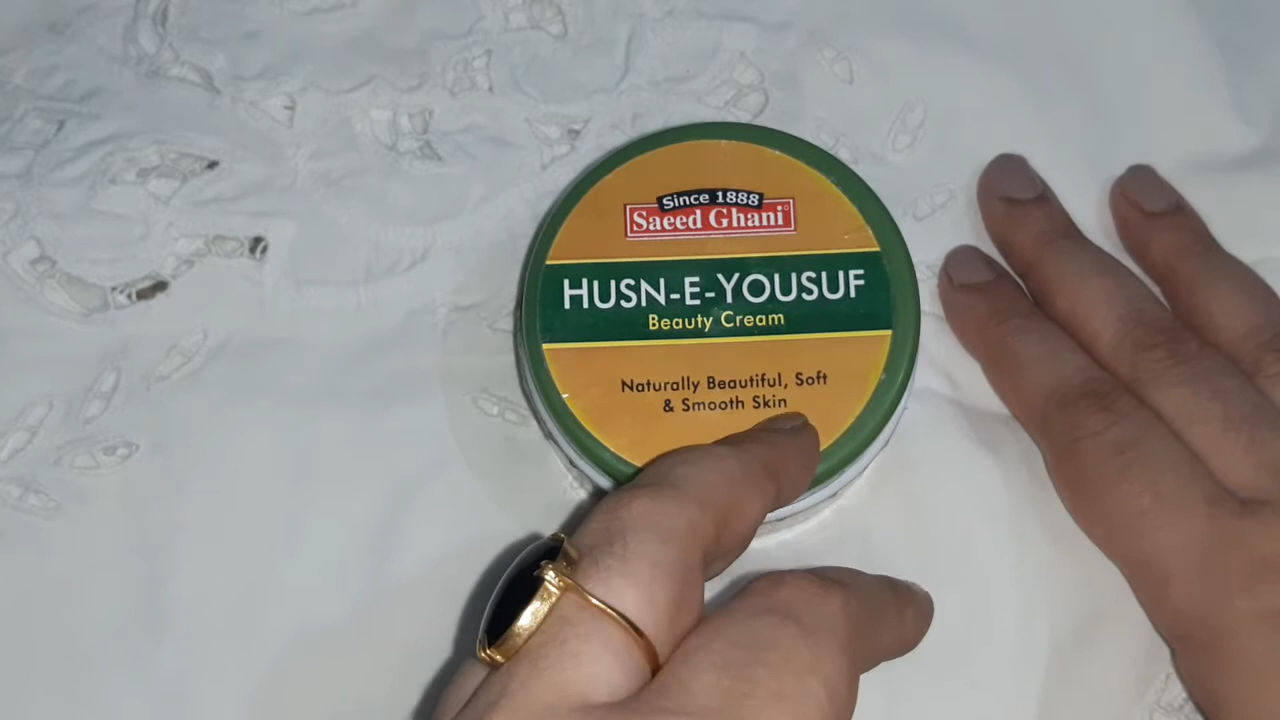 Since 1888
Saeed Ghani
HUSN-E-YOUSUF
Beauty Cream
Naturally Beautiful, Soft
& Smooth Skin